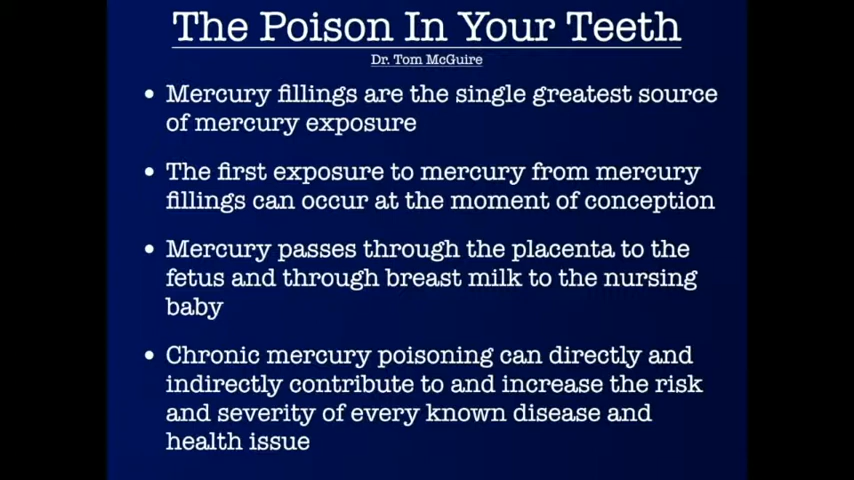 The Poison In Your Teeth
Dr. Tom McGuire
• Mercury fillings are the single greatest source
of mercury exposure
• The first exposure to mercury from mercury
fillings can occur at the moment of conception
• Mercury passes through the placenta to the
fetus and through breast milk to the nursing
baby
• Chronic mercury poisoning can directly and
indirectly contribute to and increase the risk
and severity of every known disease and
health issue